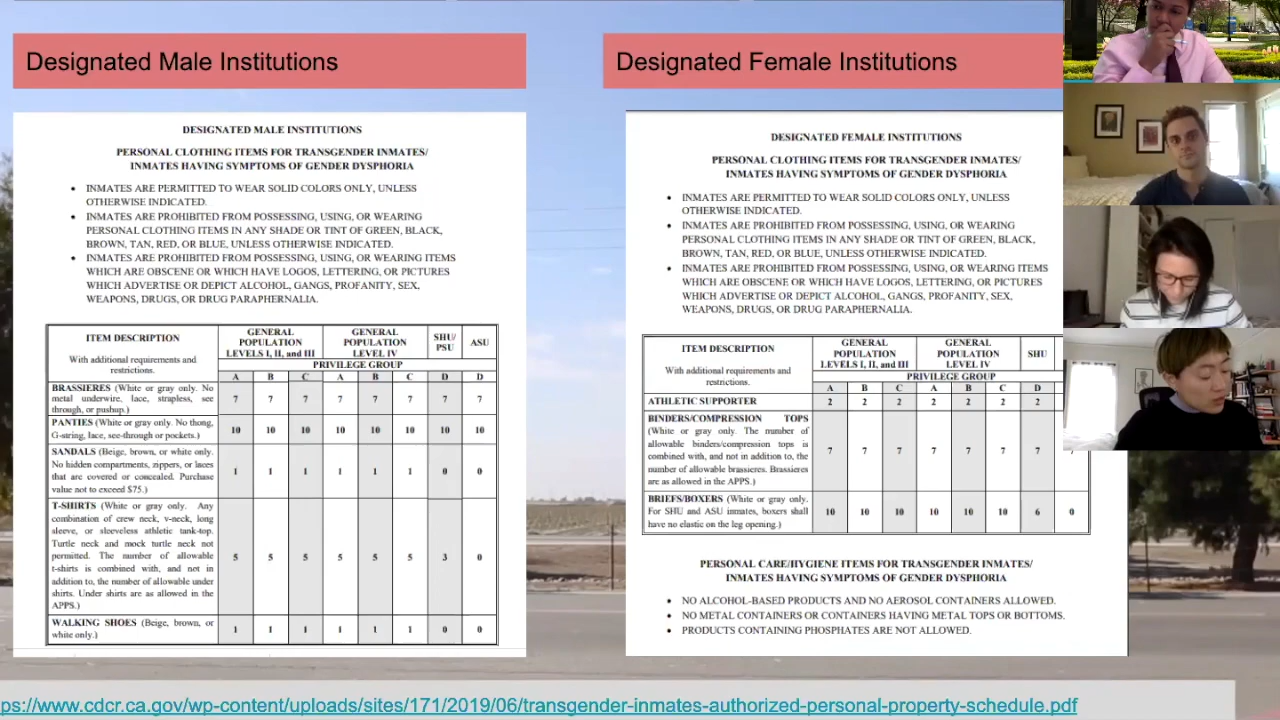 Designated Male Institutions
DESIGNATED MALE INSTITUTIONS
PERSONAL CLOTHING ITEMS FOR TRANSGENDER INMATES/
INMATES HAVING SYMPTOMS OF GENDER DYSPHORIA
• INMATES ARE PERMITTED TO WEAR SOLID COLORS ONLY, UNLESS
OTHERWISE INDICATED.
• INMATES ARE PROHIBITED FROM POSSESSING, USING, OR WEARING
PERSONAL CLOTHING ITEMS IN ANY SHADE OR TINT OF GREEN, BLACK,
BROWN, TAN, RED, OR BLUE, UNLESS OTHERWISE INDICATED.
• INMATES ARE PROHIBITED FROM POSSESSING, USING, OR WEARING ITEMS
WHICH ARE OBSCENE OR WHICH HAVE LOGOS, LETTERING, OR PICTURES
WHICH ADVERTISE OR DEPICT ALCOHOL, GANGS, PROFANITY, SEX,
WEAPONS, DRUGS, OR DRUG PARAPHERNALIA.
ITEM DESCRIPTION
With additional requirements and
restrictions.
GENERAL
POPULATION
LEVELS I, II, and III
GENERAL
POPULATION
LEVEL IV
SHU/
PSU
ASU
PRIVILEGE GROUP
A B C A B C D D
BRASSIERES (White or gray only. No
metal underwire, lace, strapless, see
through, or pushup.)
7 7 7 7 7 7 7 7
PANTIES (White or gray only. No thong,
G-string, lace, see-through or pockets.)
10 10 10 10 10 10 10 10
SANDALS (Beige, brown, or white only.
No hidden compartments, zippers, or laces
that are covered or concealed. Purchase
value not to exceed $75.)
1 1 1 1 1 1 0 0
T-SHIRTS (White or gray only. Any
combination of crew neck, v-neck, long
sleeve, or sleeveless athletic tank-top.
Turtle neck and mock turtle neck not
permitted. The number of allowable
t-shirts is combined with, and not in
addition to, the number of allowable under
shirts. Under shirts are as allowed in the
APPS.)
5 5 5 5 5 5 3 0
WALKING SHOES (Beige, brown, or
white only.)
1 1 1 1 1 1 0 0
Designated Female Institutions
DESIGNATED FEMALE INSTITUTIONS
PERSONAL CLOTHING ITEMS FOR TRANSGENDER INMATES/
INMATES HAVING SYMPTOMS OF GENDER DYSPHORIA
• INMATES ARE PERMITTED TO WEAR SOLID COLORS ONLY, UNLESS
OTHERWISE INDICATED.
• INMATES ARE PROHIBITED FROM POSSESSING, USING, OR WEARING
PERSONAL CLOTHING ITEMS IN ANY SHADE OR TINT OF GREEN, BLACK,
BROWN, TAN, RED, OR BLUE, UNLESS OTHERWISE INDICATED.
• INMATES ARE PROHIBITED FROM POSSESSING, USING, OR WEARING ITEMS
WHICH ARE OBSCENE OR WHICH HAVE LOGOS, LETTERING, OR PICTURES
WHICH ADVERTISE OR DEPICT ALCOHOL, GANGS, PROFANITY, SEX,
WEAPONS, DRUGS, OR DRUG PARAPHERNALIA.
ITEM DESCRIPTION
With additional requirements and
restrictions.
GENERAL
POPULATION
LEVELS I, II, and III
GENERAL
POPULATION
LEVEL IV
SHU
PRIVILEGE GROUP
A B C A B C D
ATHLETIC SUPPORTER
2 2 2 2 2 2 2
BINDERS/COMPRESSION TOPS
(White or gray only. The number of
allowable binders/compression tops is
combined with, and not in addition to, the
number of allowable brassieres. Brassieres
are as allowed in the APPS.)
7 7 7 7 7 7 7
BRIEFS/BOXERS (White or gray only.
For SHU and ASU inmates, boxers shall
have no elastic on the leg opening.)
10 10 10 10 10 10 6 0
PERSONAL CARE/HYGIENE ITEMS FOR TRANSGENDER INMATES/
INMATES HAVING SYMPTOMS OF GENDER DYSPHORIA
• NO ALCOHOL-BASED PRODUCTS AND NO AEROSOL CONTAINERS ALLOWED.
• NO METAL CONTAINERS OR CONTAINERS HAVING METAL TOPS OR BOTTOMS.
• PRODUCTS CONTAINING PHOSPHATES ARE NOT ALLOWED.
ps://www.cdcr.ca.gov/wp-content/uploads/sites/171/2019/06/transgender-inmates-authorized-personal-property-schedule.pdf